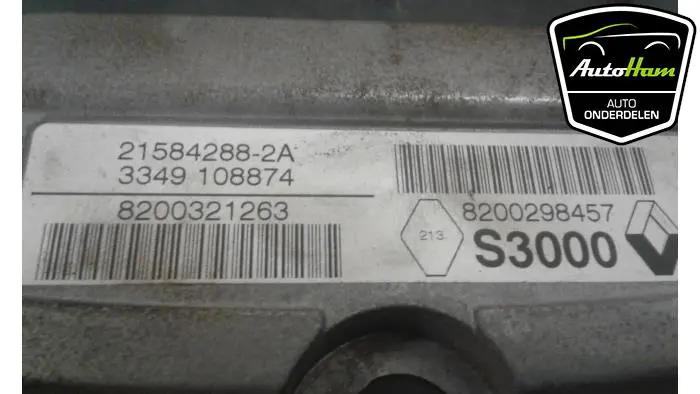 21584288-2A
3349 108874
8200321263
8200298457
213
S3000
AutoHam
AUTO
ONDERDELEN